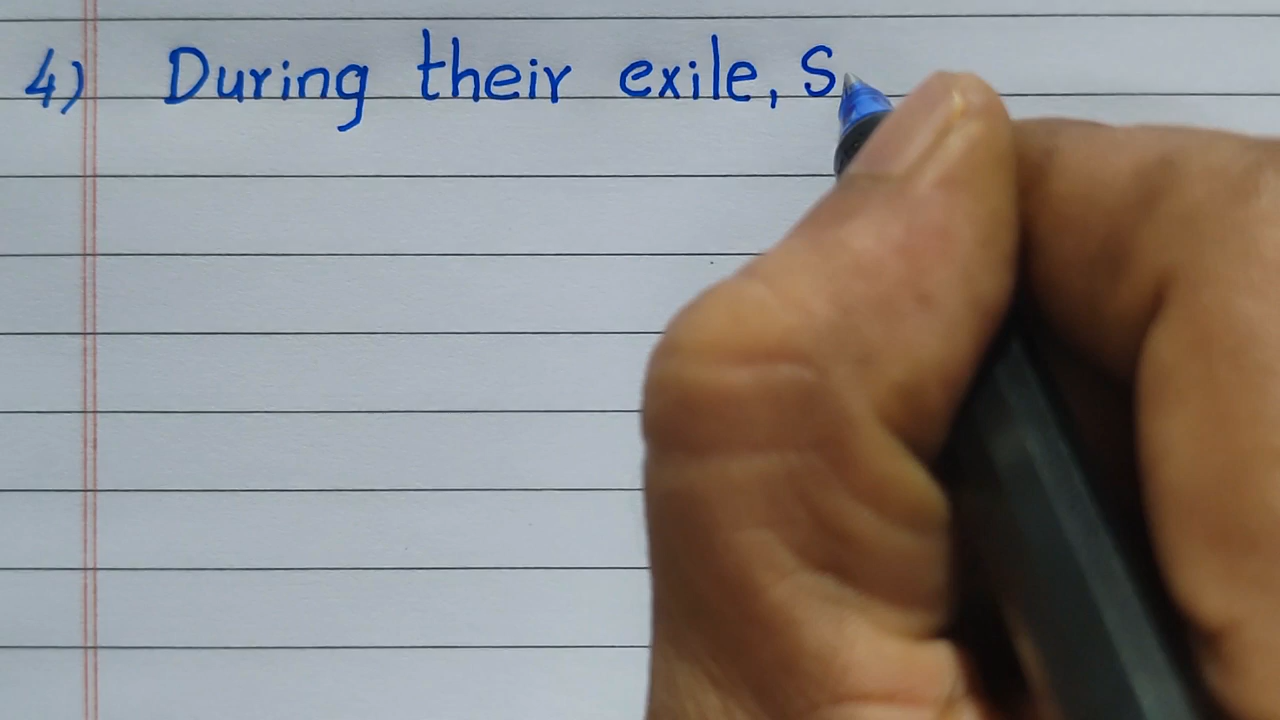 4) During their exile, S